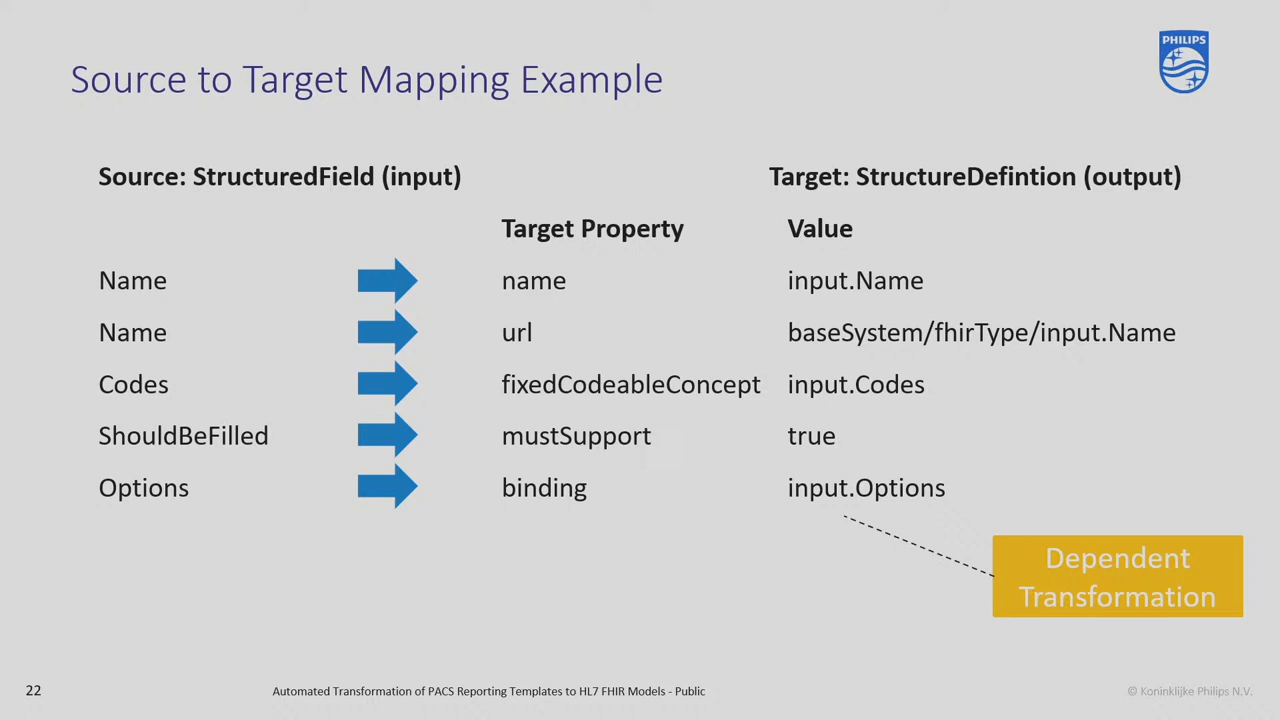 PHILIPS
Source to Target Mapping Example
Source: StructuredField (input)
Target: StructureDefintion (output)
Target Property
Value
Name
name
input.Name
Name
url
baseSystem/fhirType/input.Name
Codes
fixedCodeableConcept
input.Codes
ShouldBeFilled
mustSupport
true
Options
binding
input.Options
Dependent
Transformation
22
Automated Transformation of PACS Reporting Templates to HL7 FHIR Models - Public
© Koninklijke Philips N.V.